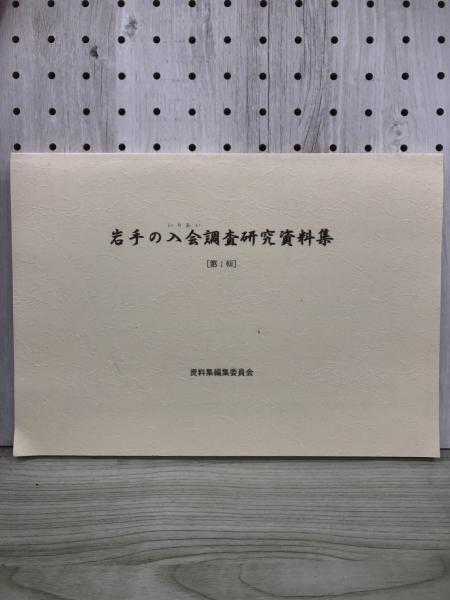 いりあい
岩手の入会調査研究資料集
[第1輯]
資料集編集委員会